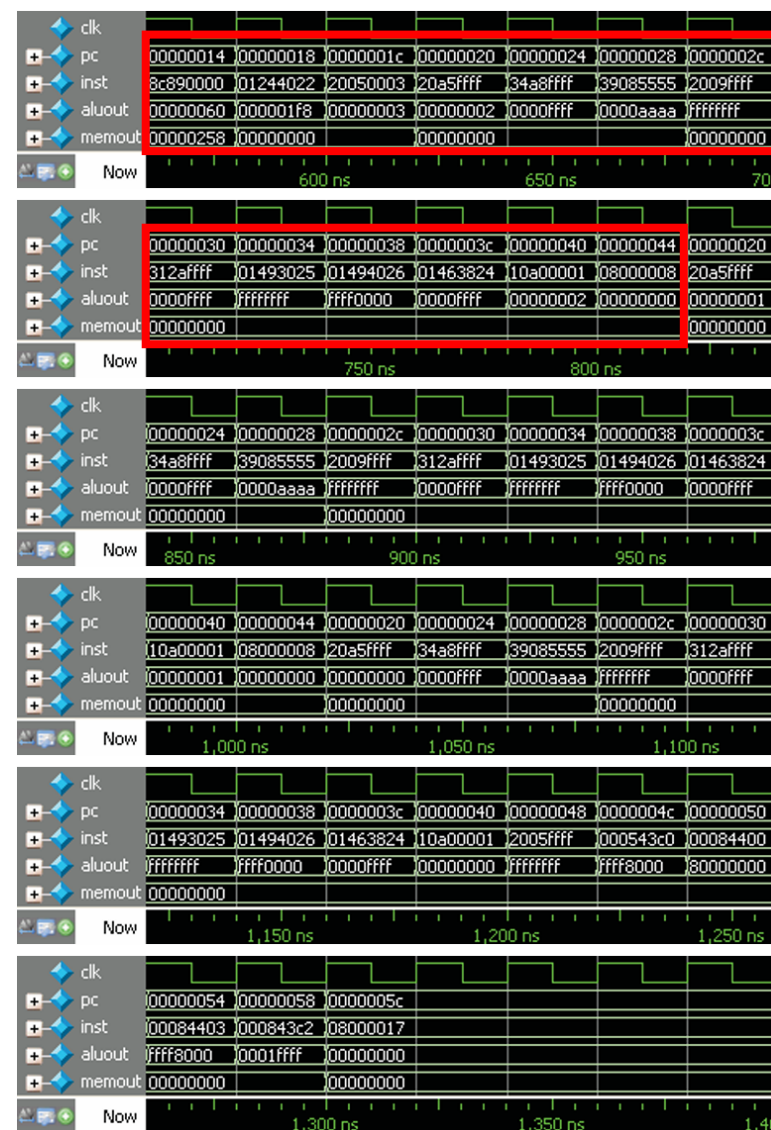 clk
pc 00000014 00000018 0000001c 00000020 00000024 00000028 0000002c
inst 8c890000 01244022 20050003 20a5ffff 34a8ffff 39085555 2009ffff
aluout 00000060 000001f8 00000003 00000002 0000ffff 0000aaaa ffffffff
memout 00000258 00000000 00000000 00000000
Now 600 ns 650 ns 70
clk
pc 00000030 00000034 00000038 0000003c 00000040 00000044 00000020
inst 312affff 01493025 01494026 01463824 10a00001 08000008 20a5ffff
aluout 0000ffff ffffffff ffff0000 0000ffff 00000002 00000000 00000001
memout 00000000 00000000
Now 750 ns 800 ns
clk
pc 00000024 00000028 0000002c 00000030 00000034 00000038 0000003c
inst 34a8ffff 39085555 2009ffff 312affff 01493025 01494026 01463824
aluout 0000ffff 0000aaaa ffffffff 0000ffff ffffffff ffff0000 0000ffff
memout 00000000 00000000
Now 850 ns 900 ns 950 ns
clk
pc 00000040 00000044 00000020 00000024 00000028 0000002c 00000030
inst 10a00001 08000008 20a5ffff 34a8ffff 39085555 2009ffff 312affff
aluout 00000001 00000000 00000000 0000ffff 0000aaaa ffffffff 0000ffff
memout 00000000 00000000 00000000
Now 1,000 ns 1,050 ns 1,100 ns
clk
pc 00000034 00000038 0000003c 00000040 00000048 0000004c 00000050
inst 01493025 01494026 01463824 10a00001 2005ffff 000543c0 00084400
aluout ffffffff ffff0000 0000ffff 00000000 ffffffff ffff8000 80000000
memout 00000000
Now 1,150 ns 1,200 ns 1,250 ns
clk
pc 00000054 00000058 0000005c
inst 00084403 000843c2 08000017
aluout ffff8000 0001ffff 00000000
memout 00000000 00000000
Now 1,300 ns 1,350 ns 1,4